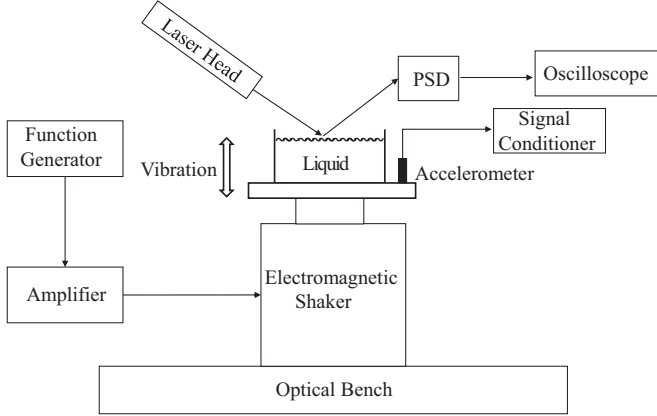 Laser Head
PSD
Oscilloscope
Signal
Conditioner
Function
Generator
Vibration
Liquid
Accelerometer
Amplifier
Electromagnetic
Shaker
Optical Bench